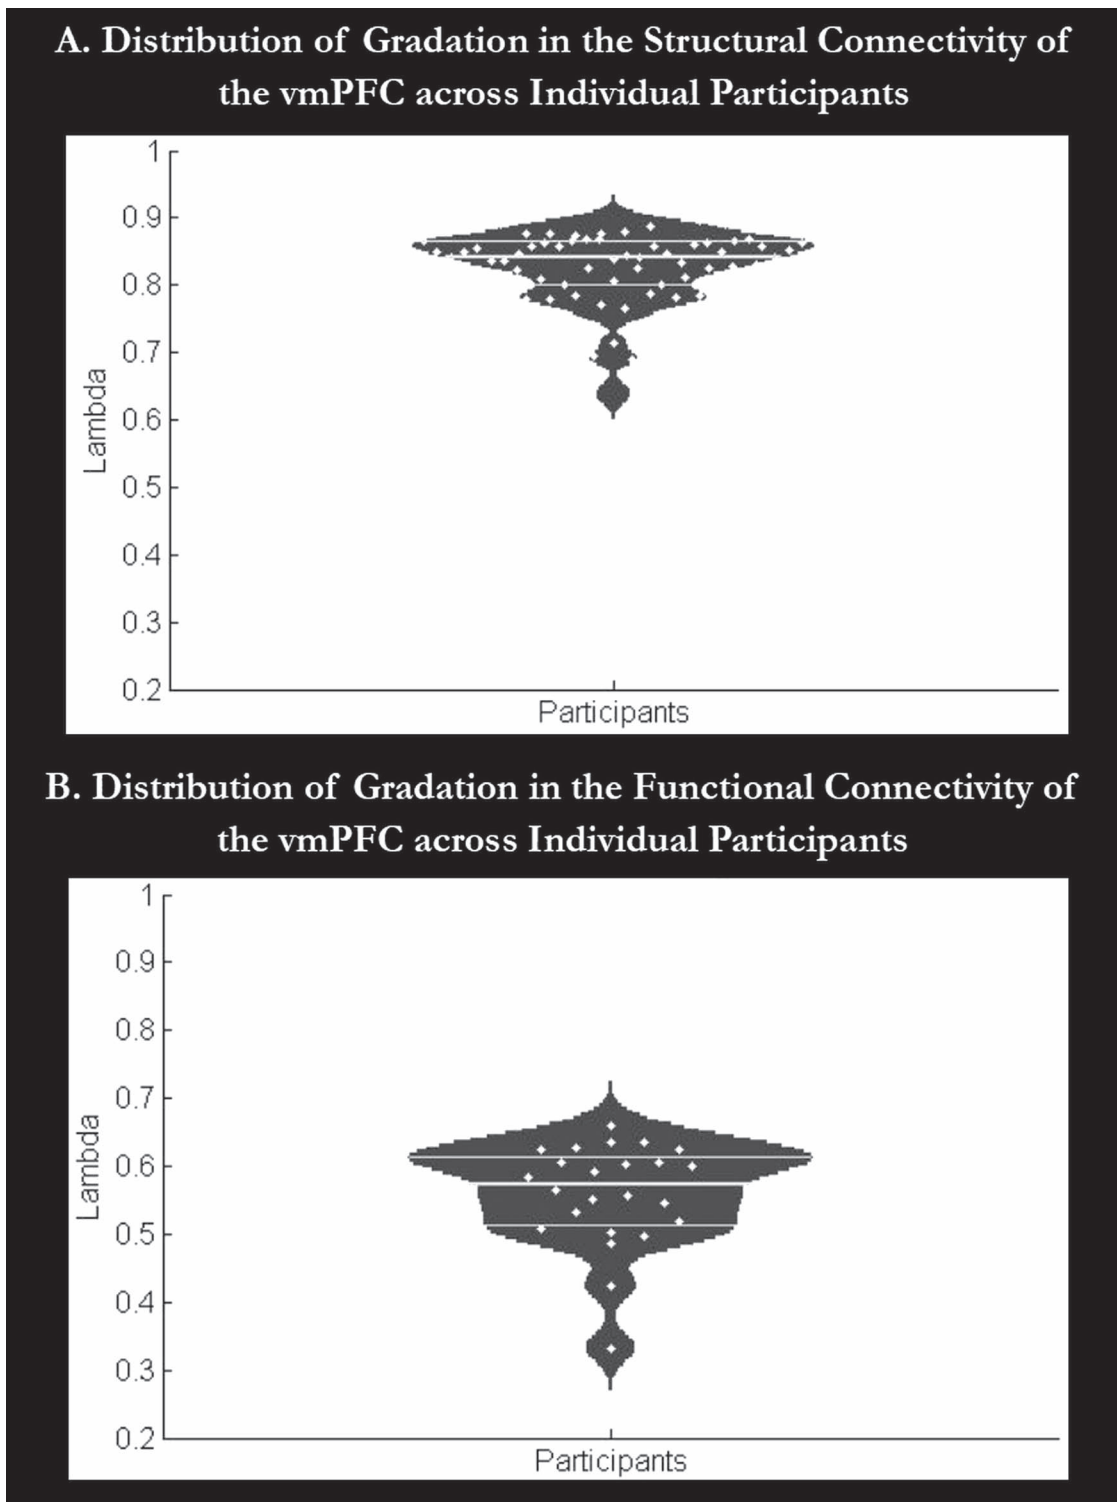 A. Distribution of Gradation in the Structural Connectivity of
the vmPFC across Individual Participants
1
0.9
0.8
0.7
0.6
0.5
0.4
0.3
0.2
Lambda
Participants
B. Distribution of Gradation in the Functional Connectivity of
the vmPFC across Individual Participants
1
0.9
0.8
0.7
0.6
0.5
0.4
0.3
0.2
Lambda
Participants